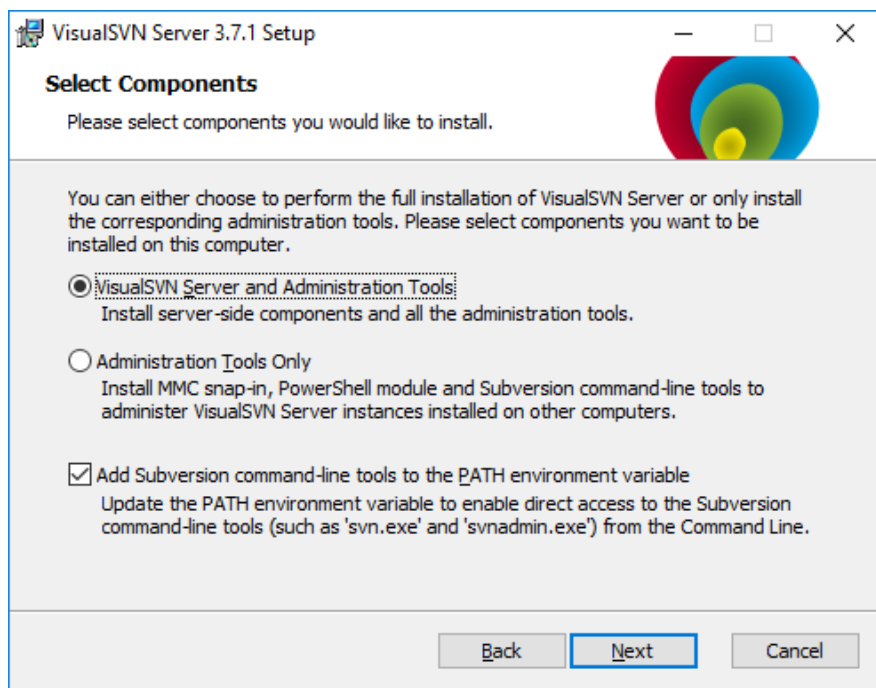 VisualSVN Server 3.7.1 Setup
Select Components
Please select components you would like to install.
You can either choose to perform the full installation of VisualSVN Server or only install
the corresponding administration tools. Please select components you want to be
installed on this computer.
VisualSVN Server and Administration Tools
Install server-side components and all the administration tools.
Administration Tools Only
Install MMC snap-in, PowerShell module and Subversion command-line tools to
administer VisualSVN Server instances installed on other computers.
Add Subversion command-line tools to the PATH environment variable
Update the PATH environment variable to enable direct access to the Subversion
command-line tools (such as 'svn.exe' and 'svnadmin.exe') from the Command Line.
Back
Next
Cancel